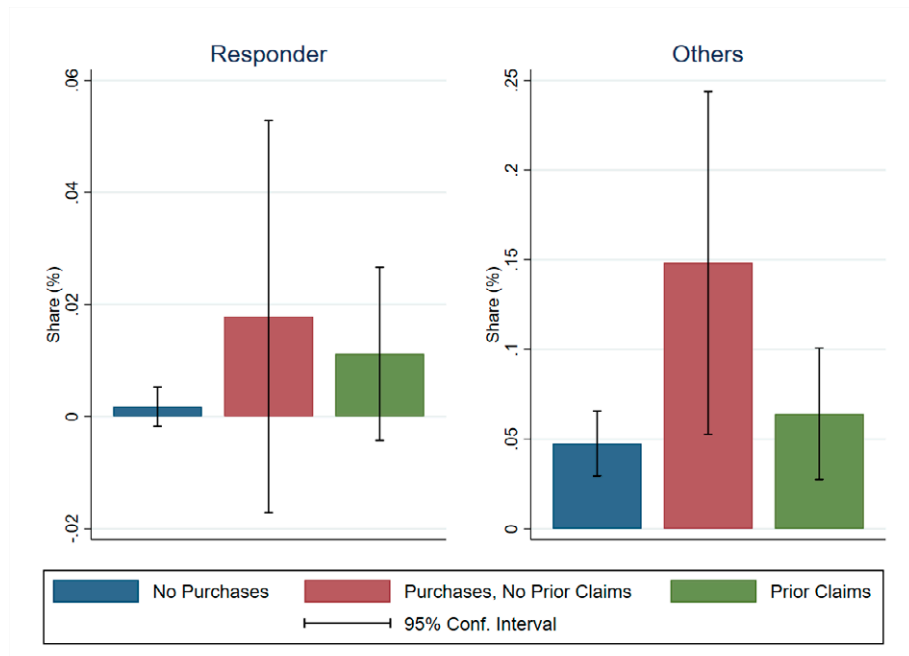 Responder
Others
.06
.04
.02
0
-.02
Share (%)
.25
.2
.15
.1
.05
0
Share (%)
No Purchases
Purchases, No Prior Claims
Prior Claims
95% Conf. Interval